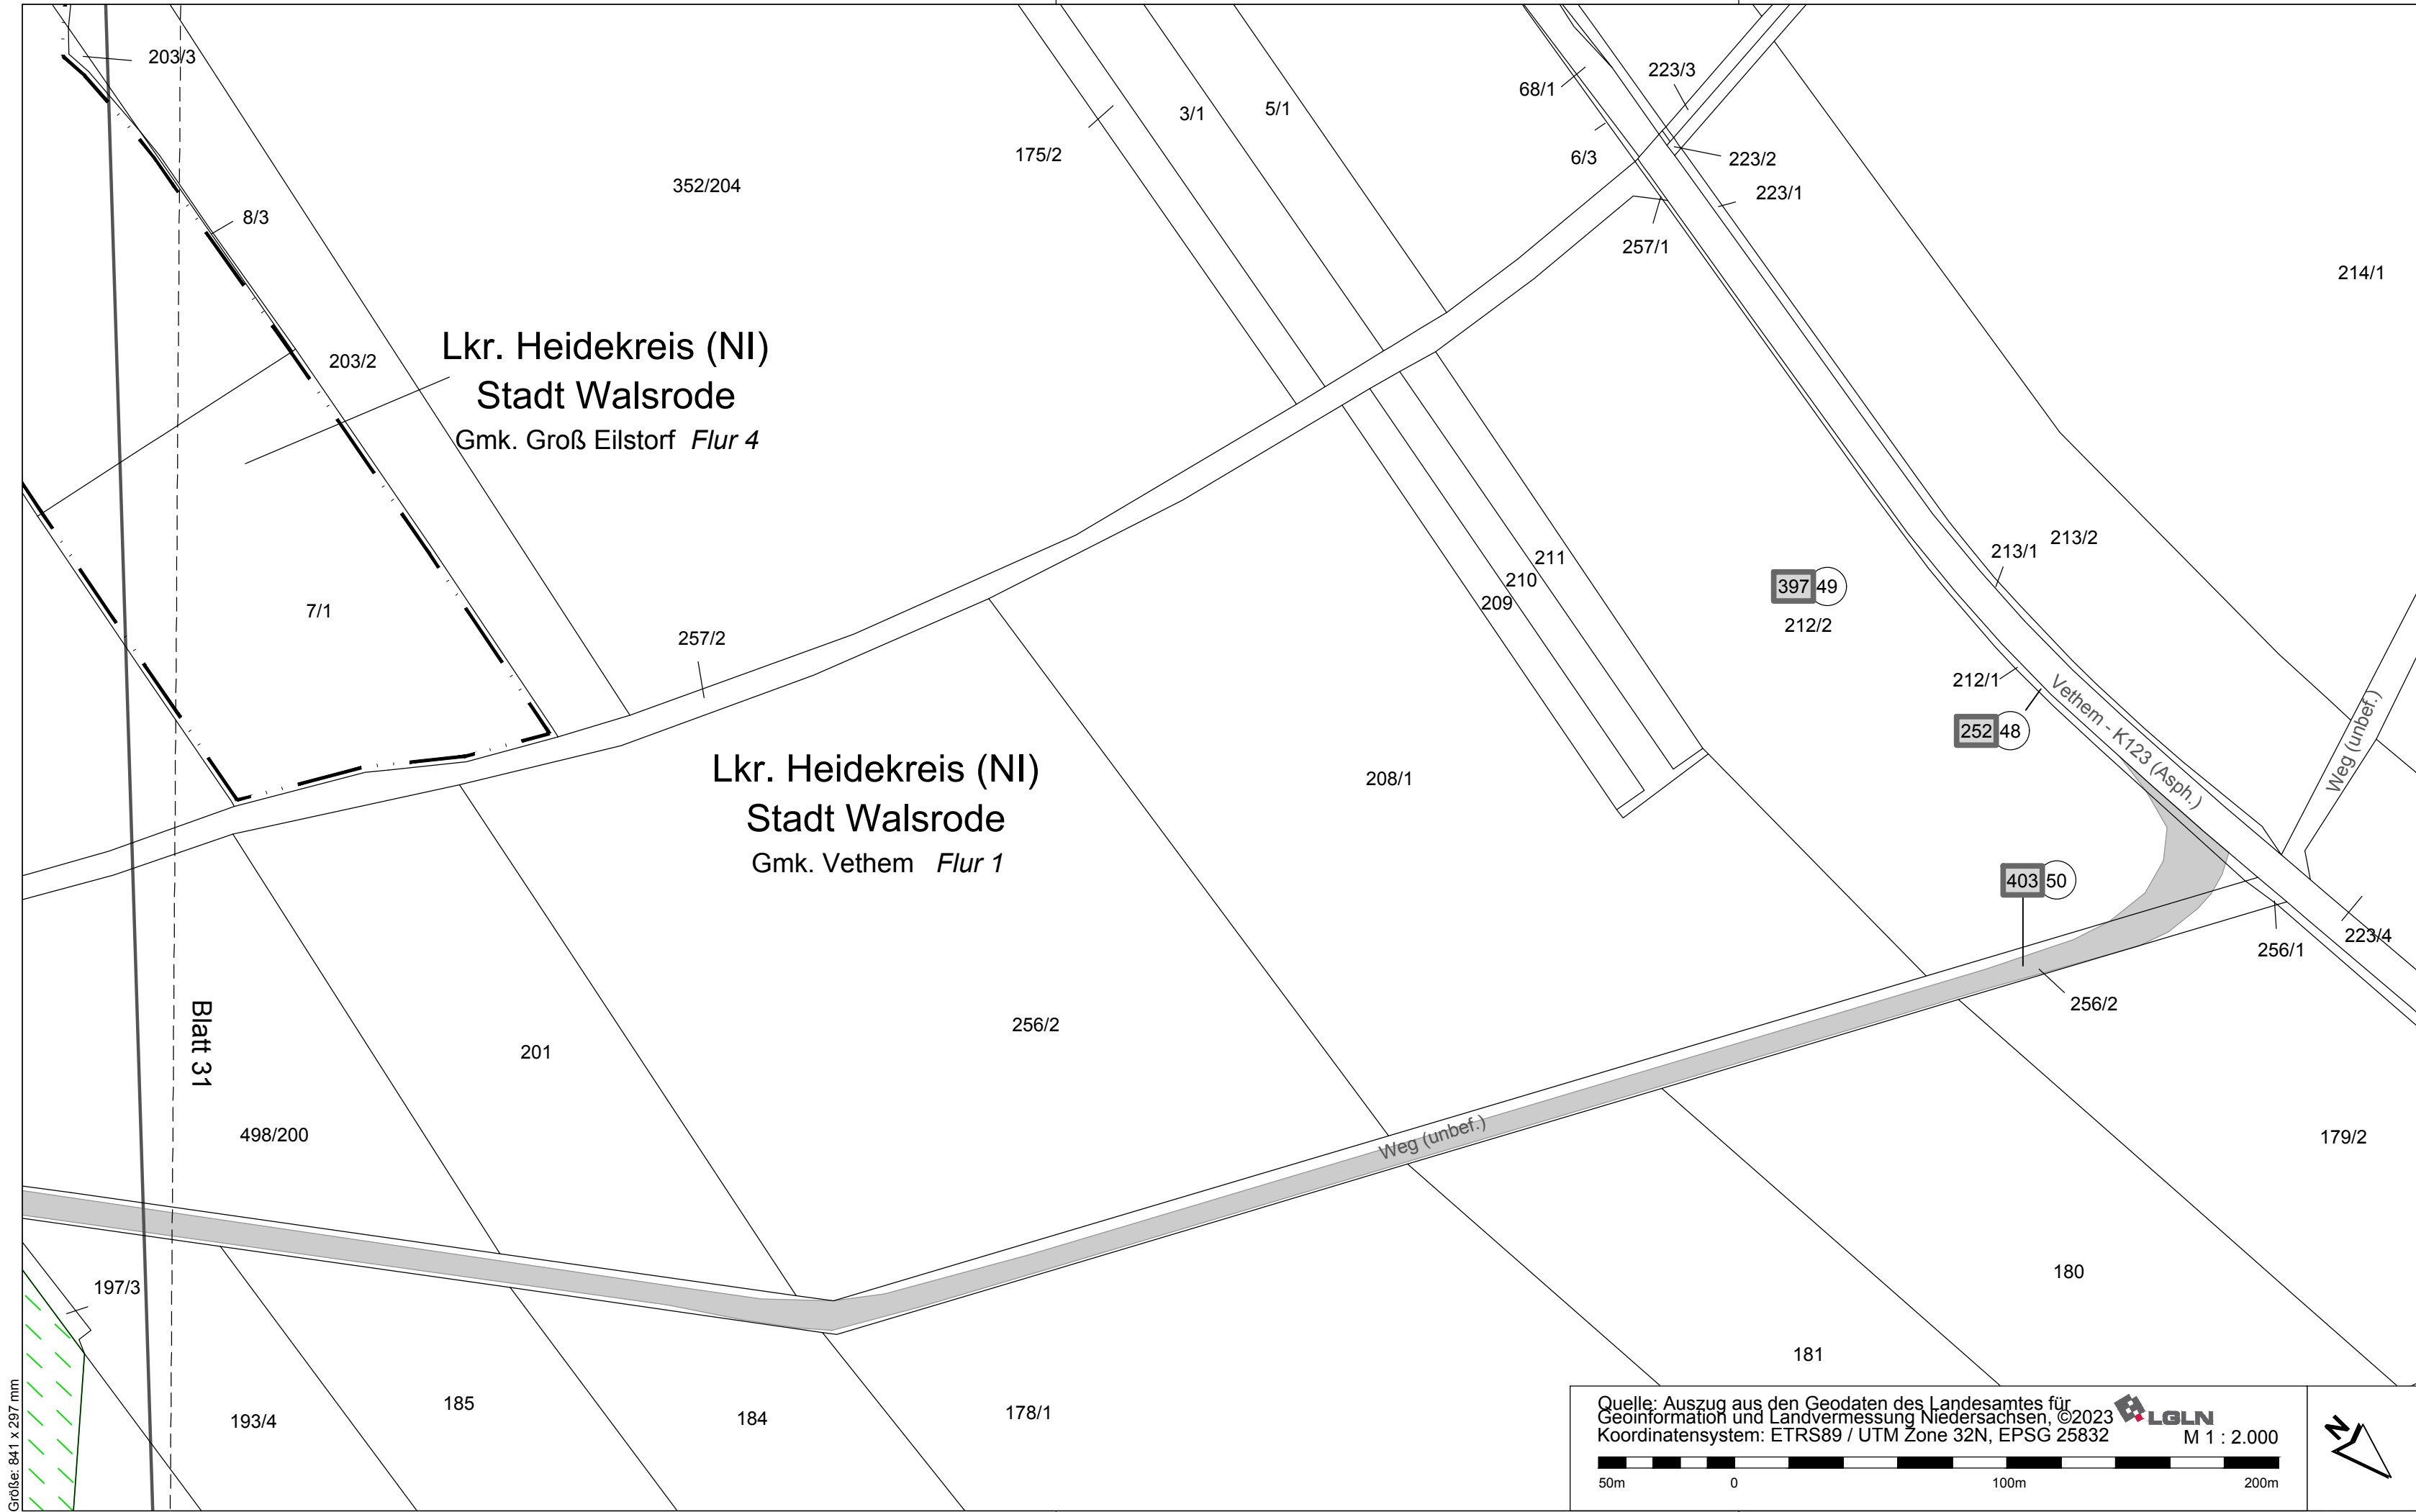 203/3
223/3
68/1
3/1
5/1
175/2
6/3
223/2
352/204
223/1
8/3
257/1
214/1
Lkr. Heidekreis (NI)
Stadt Walsrode
Gmk. Groß Eilstorf Flur 4
203/2
213/1
213/2
211
210
209
397 49
212/2
7/1
257/2
212/1
252 48
Vethem - K123 (Asph.)
Weg (unbef.)
Lkr. Heidekreis (NI)
Stadt Walsrode
Gmk. Vethem Flur 1
208/1
403 50
223/4
256/1
256/2
256/2
Blatt 31
201
498/200
Weg (unbef.)
179/2
197/3
180
181
193/4
185
184
178/1
Größe: 841 x 297 mm
Quelle: Auszug aus den Geodaten des Landesamtes für
Geoinformation und Landvermessung Niedersachsen, ©2023
Koordinatensystem: ETRS89 / UTM Zone 32N, EPSG 25832
LGLN
M 1 : 2.000
50m 0 100m 200m
N